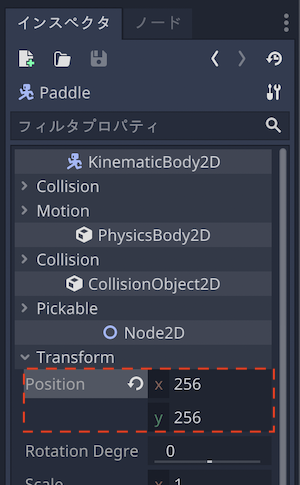 インスペクタ ノード
Paddle
フィルタプロパティ
KinematicBody2D
Collision
Motion
PhysicsBody2D
Collision
CollisionObject2D
Pickable
Node2D
Transform
Position x 256
y 256
Rotation Degre 0
Scale x 1